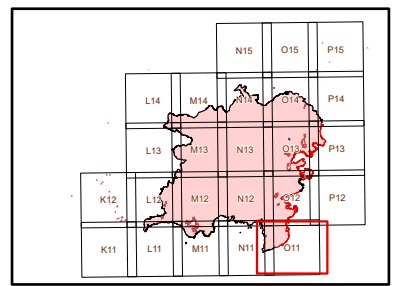 N15 O15 P15
L14 M14 N14 O14 P14
L13 M13 N13 O13 P13
K12 L12 M12 N12 O12 P12
K11 L11 M11 N11 O11